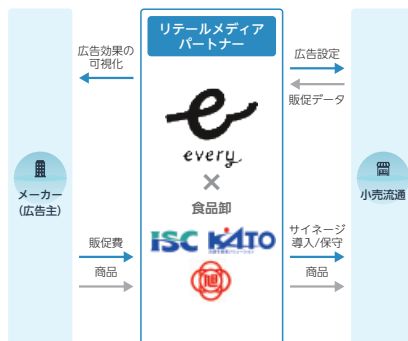 リテールメディア
パートナー
広告効果の
可視化
広告設定
販促データ
every.
×
食品卸
メーカー
(広告主)
小売流通
販促費
商品
ISC
KATO
サイネージ
導入/保守
商品
旭